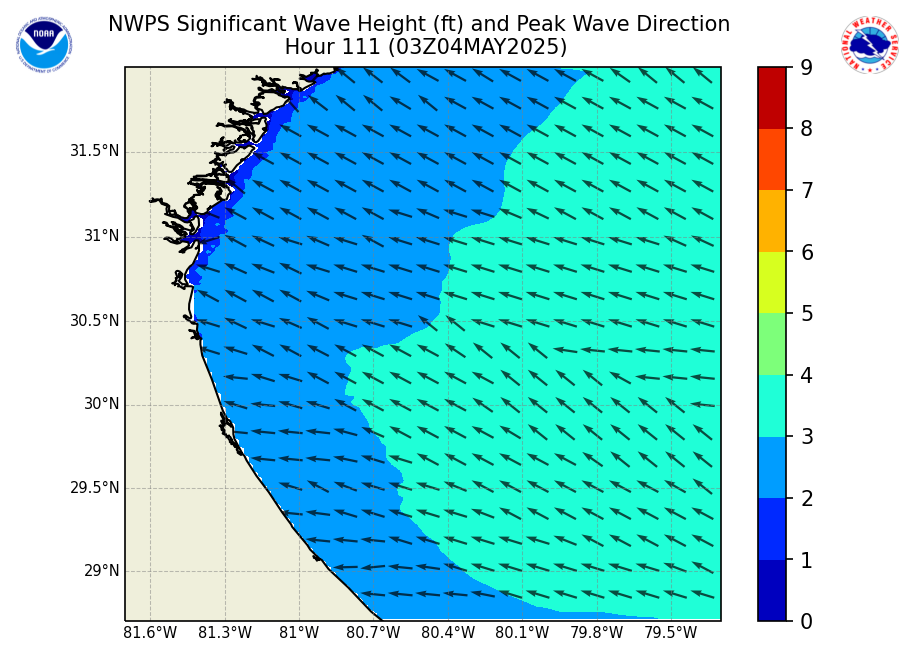 NWPS Significant Wave Height (ft) and Peak Wave Direction
Hour 111 (03Z04MAY2025)
NOAA
NATIONAL WEATHER SERVICE
31.5°N
31°N
30.5°N
30°N
29.5°N
29°N
81.6°W 81.3°W 81°W 80.7°W 80.4°W 80.1°W 79.8°W 79.5°W
9
8
7
6
5
4
3
2
1
0